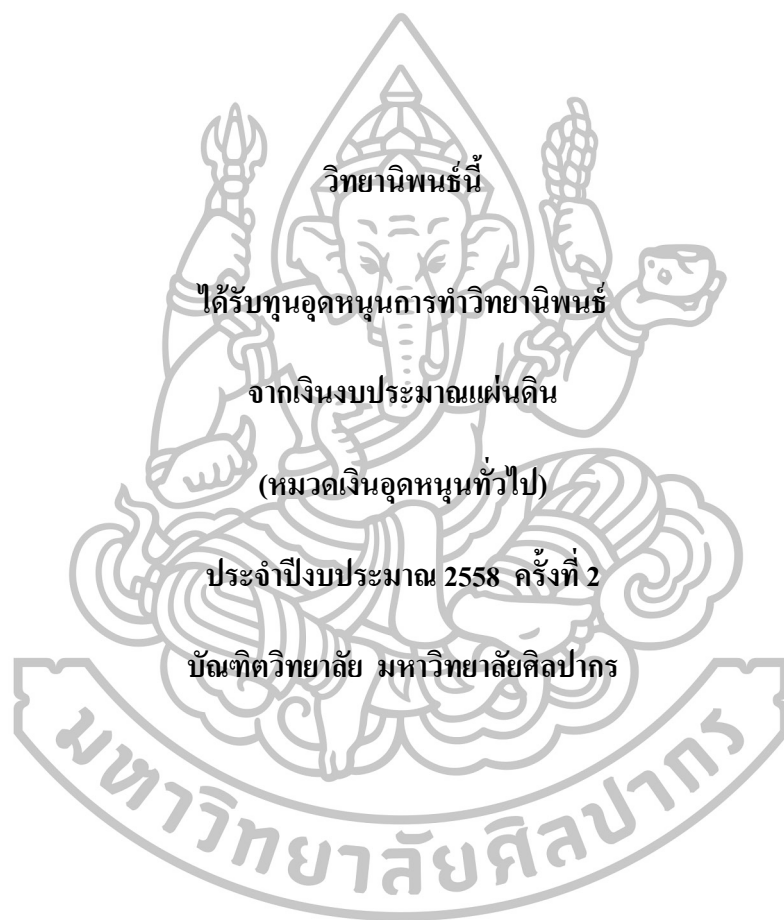 วิทยานิพนธ์นี้
ได้รับทุนอุดหนุนการทำวิทยานิพนธ์
จากเงินงบประมาณแผ่นดิน
(หมวดเงินอุดหนุนทั่วไป)
ประจำปีงบประมาณ 2558 ครั้งที่ 2
บัณฑิตวิทยาลัย มหาวิทยาลัยศิลปากร
มหาวิทยาลัยศิลปากร